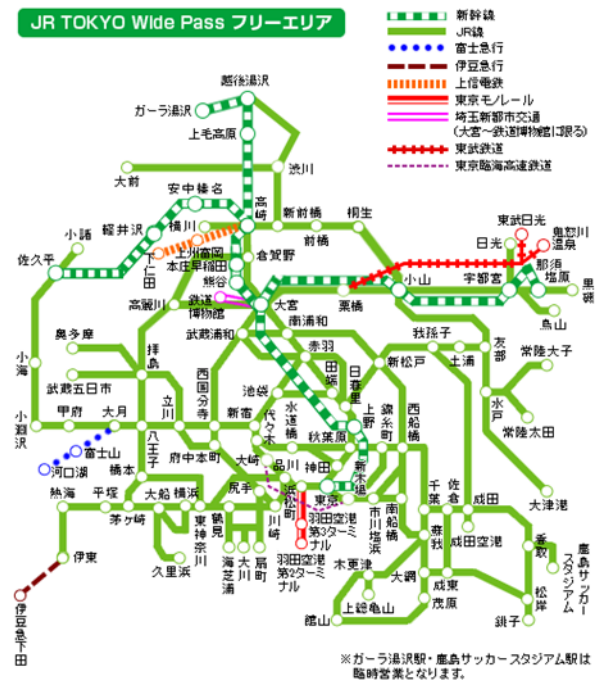 JR TOKYO Wide Pass フリーエリア
新幹線
JR線
富士急行
伊豆急行
上信電鉄
東京モノレール
埼玉新都市交通
(大宮～鉄道博物館に限る)
東武鉄道
東京臨海高速鉄道
越後湯沢
ガーラ湯沢
上毛高原
大前
渋川
安中榛名
高崎
新前橋
桐生
前橋
小諸
軽井沢
横川
佐久平
下仁田
上州富岡
本庄早稲田
倉賀野
熊谷
東武日光
鬼怒川
温泉
日光
那須
塩原
小山
宇都宮
黒磯
烏山
高麗川
鉄道
博物館
大宮
栗橋
奥多摩
拝島
武蔵浦和
南浦和
我孫子
友部
常陸大子
赤羽
新松戸
土浦
小海
武蔵五日市
西国分寺
池袋
田端
日暮里
水戸
小淵沢
甲府
大月
立川
新宿
代々木
水道橋
上野
錦糸町
西船橋
常陸太田
富士山
河口湖
八王子
府中本町
秋葉原
大崎
品川
神田
新木場
橋本
大津港
熱海
平塚
大船
横浜
尻手
浜松町
東京
千葉
佐倉
成田
茅ヶ崎
東神奈川
鶴見
川崎
羽田空港
第3ターミ
ナル
市川塩浜
南船橋
蘇我
成田空港
香取
鹿島サッカー
スタジアム
伊東
久里浜
海芝浦
大川
扇町
羽田空港
第2ターミ
ナル
木更津
大網
成東
伊豆急下田
上総亀山
茂原
松岸
館山
銚子
※ガーラ湯沢駅・鹿島サッカースタジアム駅は
臨時営業となります。